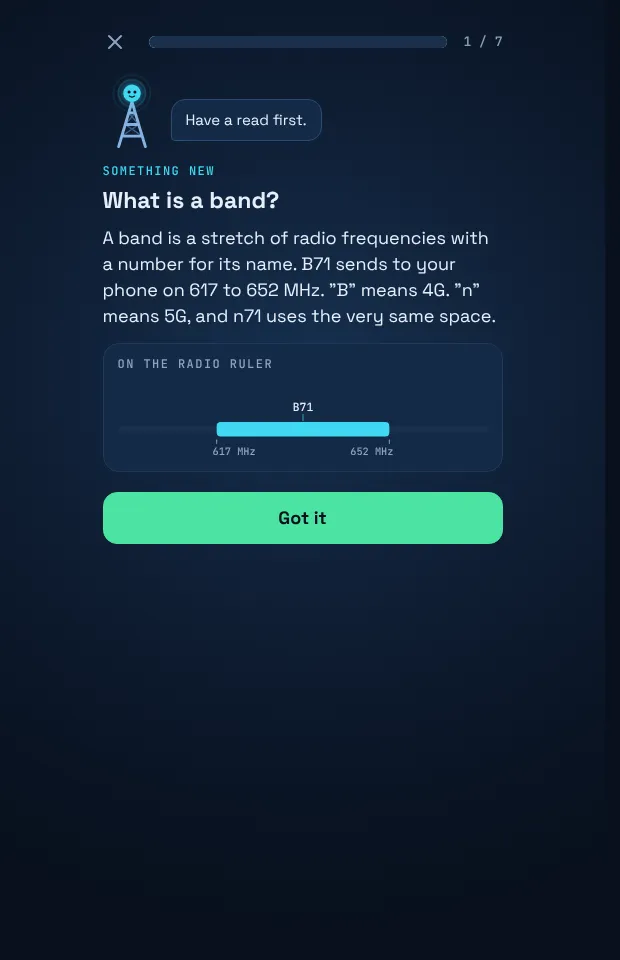 1 / 7
Have a read first.
SOMETHING NEW
What is a band?
A band is a stretch of radio frequencies with
a number for its name. B71 sends to your
phone on 617 to 652 MHz. ”B” means 4G. ”n”
means 5G, and n71 uses the very same space.
ON THE RADIO RULER
B71
617 MHz 652 MHz
Got it